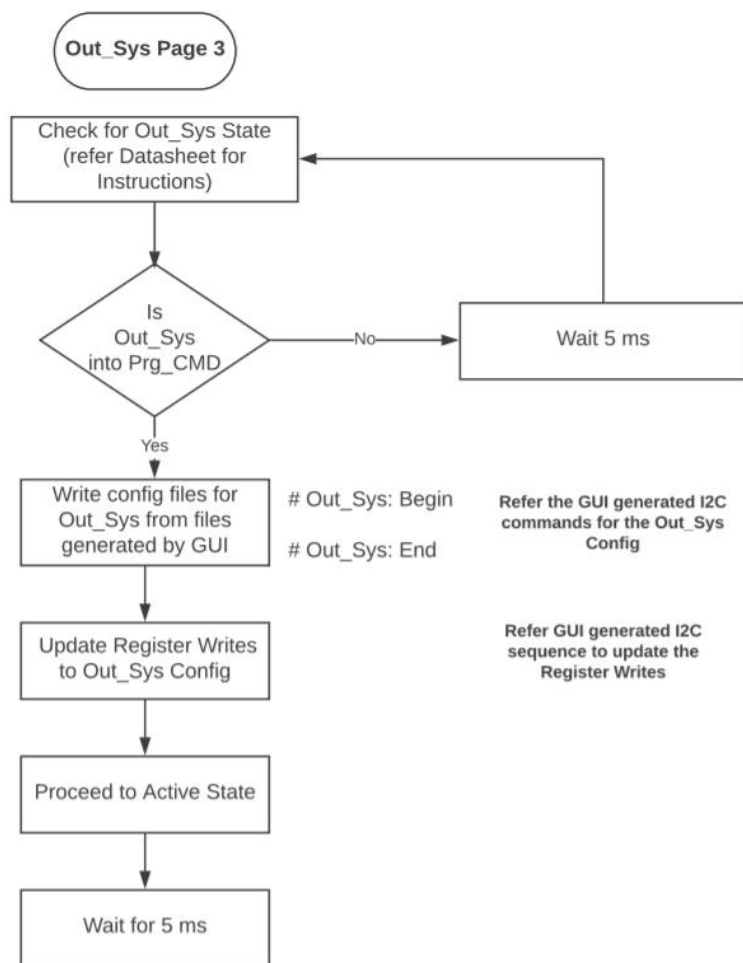 Out_Sys Page 3
Check for Out_Sys State
(refer Datasheet for
Instructions)
Is
Out_Sys
into Prg_CMD
No
Wait 5 ms
Yes
Write config files for
Out_Sys from files
generated by GUI
# Out_Sys: Begin
# Out_Sys: End
Refer the GUI generated I2C
commands for the Out_Sys
Config
Update Register Writes
to Out_Sys Config
Refer GUI generated I2C
sequence to update the
Register Writes
Proceed to Active State
Wait for 5 ms